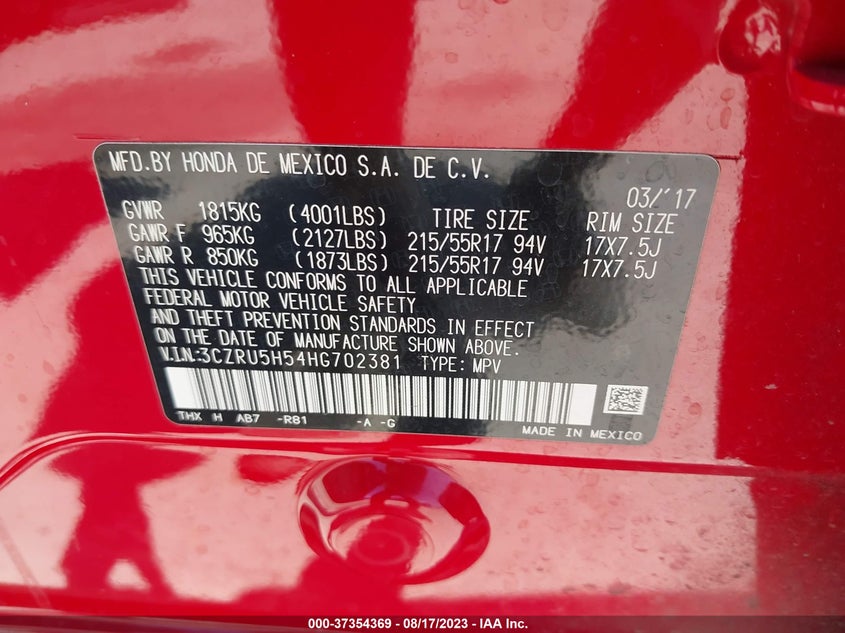 MFD.BY HONDA DE MEXICO S.A. DE C.V.
03/'17
GVWR 1815KG (4001LBS) TIRE SIZE RIM SIZE
GAWR F 965KG (2127LBS) 215/55R17 94V 17X7.5J
GAWR R 850KG (1873LBS) 215/55R17 94V 17X7.5J
THIS VEHICLE CONFORMS TO ALL APPLICABLE
FEDERAL MOTOR VEHICLE SAFETY
AND THEFT PREVENTION STANDARDS IN EFFECT
ON THE DATE OF MANUFACTURE SHOWN ABOVE.
V.I.N:3CZRU5H54HG702381 TYPE: MPV
THX H AB7 -R81 -A -G
MADE IN MEXICO
000-37354369 - 08/17/2023 - IAA Inc.